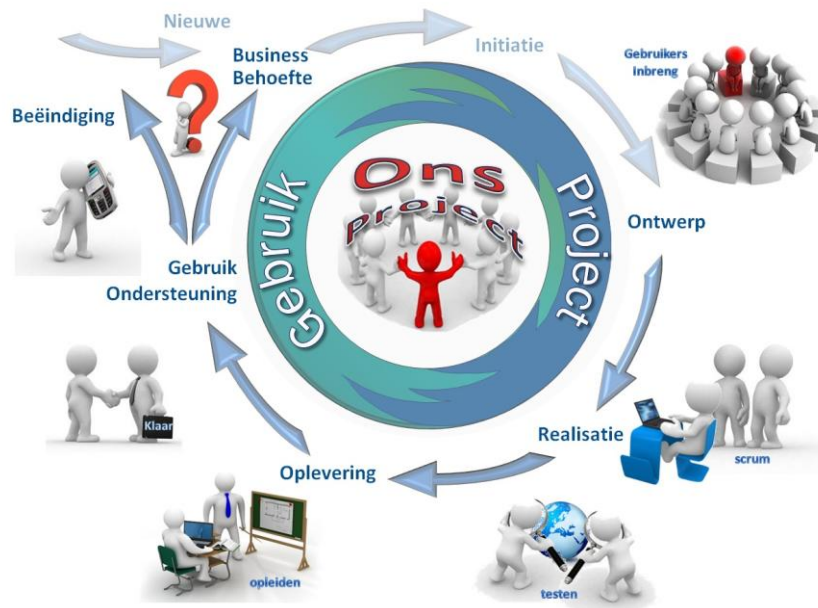 Nieuwe
Business
Behoefte
Initiatie
Gebruikers
inbreng
Beëindiging
Ons
Project
Gebruik
Project
Ontwerp
Gebruik
Ondersteuning
Klaar
Realisatie
scrum
Oplevering
opleiden
testen